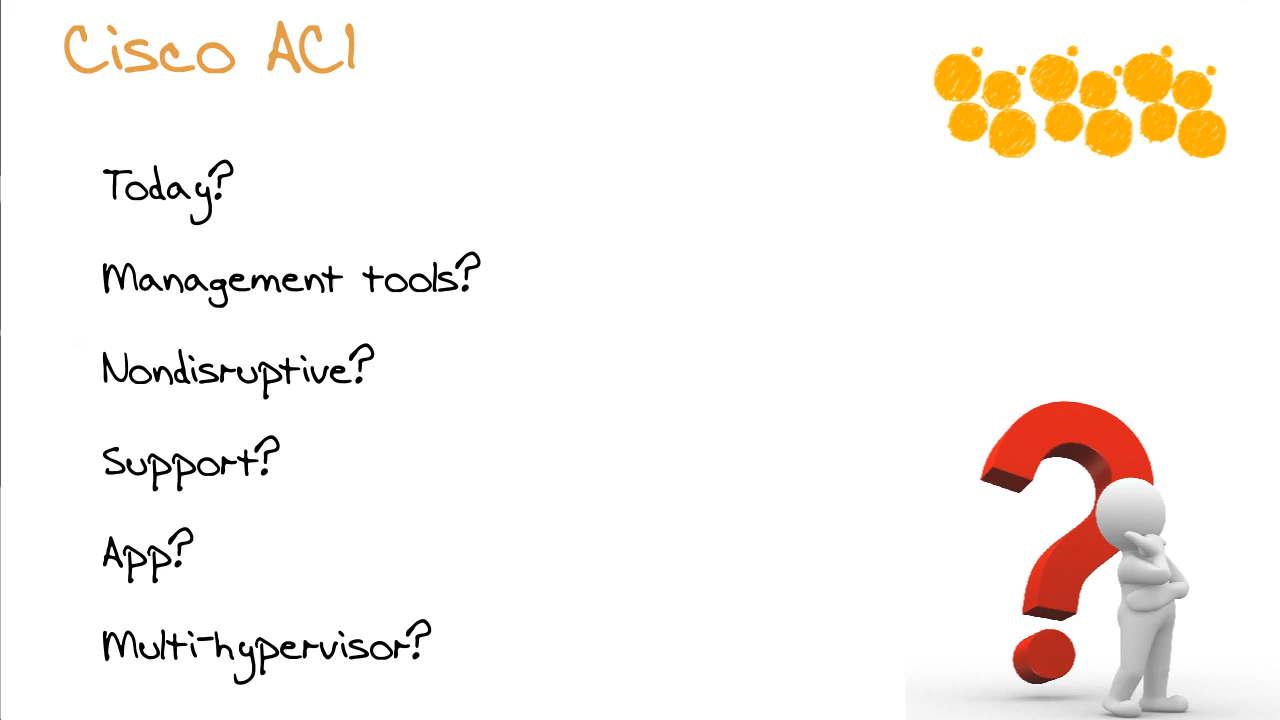 Cisco ACI
Today?
Management tools?
Nondisruptive?
Support?
App?
Multi-hypervisor?